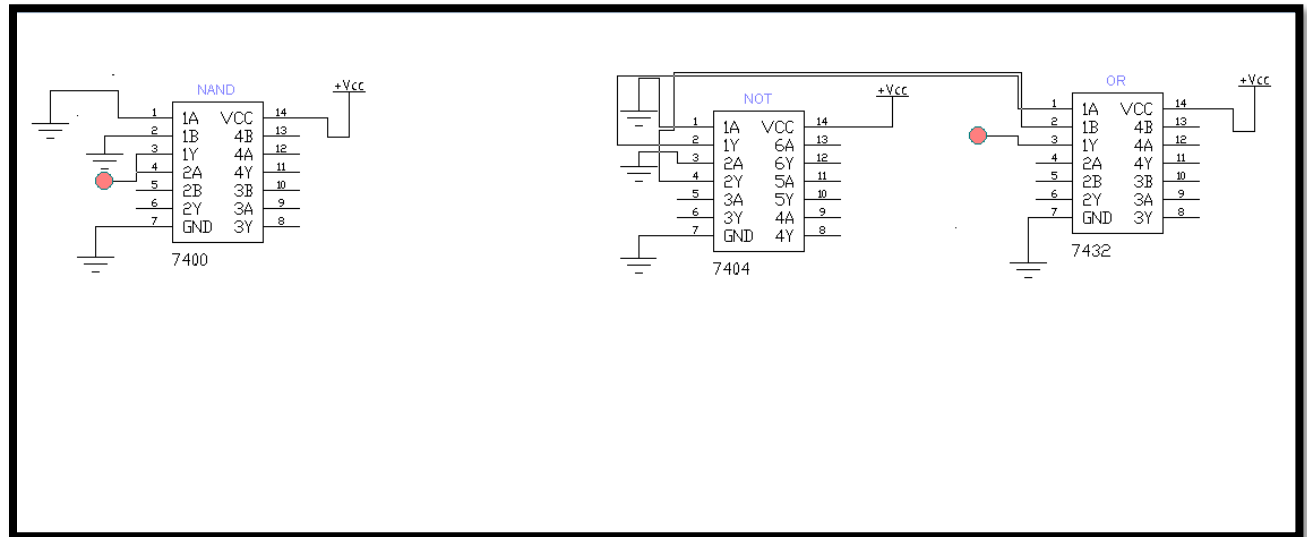 NAND
+Vcc
1 1A VCC 14
2 1B 4B 13
3 1Y 4A 12
4 2A 4Y 11
5 2B 3B 10
6 2Y 3A 9
7 GND 3Y 8
7400
NOT
+Vcc
1 1A VCC 14
2 1Y 6A 13
3 2A 6Y 12
4 2Y 5A 11
5 3A 5Y 10
6 3Y 4A 9
7 GND 4Y 8
7404
OR
+Vcc
1 1A VCC 14
2 1B 4B 13
3 1Y 4A 12
4 2A 4Y 11
5 2B 3B 10
6 2Y 3A 9
7 GND 3Y 8
7432